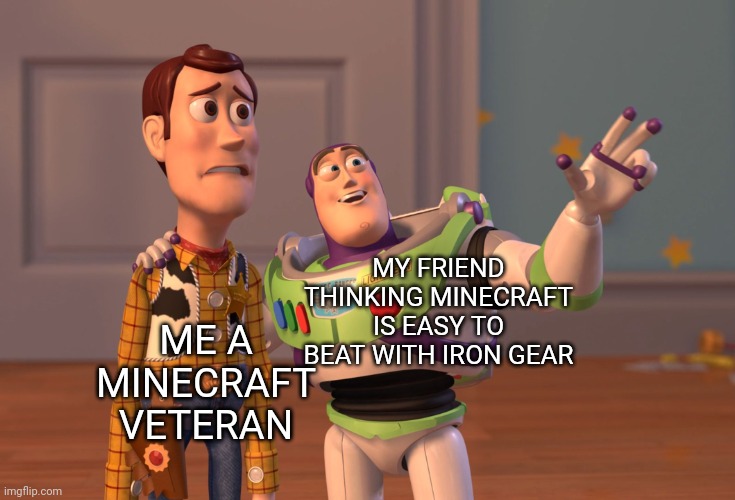 MY FRIEND
THINKING MINECRAFT
IS EASY TO
BEAT WITH IRON GEAR
ME A
MINECRAFT
VETERAN
imgflip.com